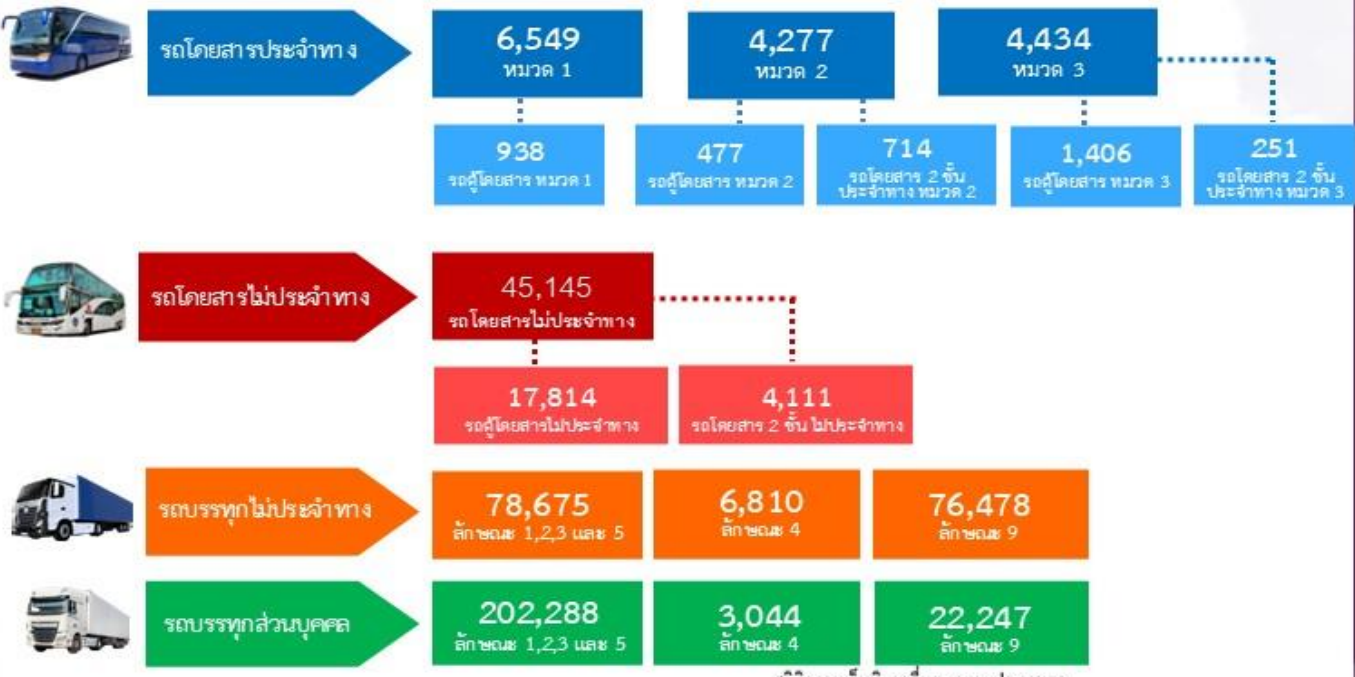 รถโดยสารประจำทาง
6,549
หมวด 1
4,277
หมวด 2
4,434
หมวด 3
938
รถตู้โดยสาร หมวด 1
477
รถตู้โดยสาร หมวด 2
714
รถโดยสาร 2 ชั้น
ประจำทาง หมวด 2
1,406
รถตู้โดยสาร หมวด 3
251
รถโดยสาร 2 ชั้น
ประจำทาง หมวด 3
รถโดยสารไม่ประจำทาง
45,145
รถโดยสารไม่ประจำทาง
17,814
รถตู้โดยสารไม่ประจำทาง
4,111
รถโดยสาร 2 ชั้น ไม่ประจำทาง
รถบรรทุกไม่ประจำทาง
78,675
ลักษณะ 1,2,3 และ 5
6,810
ลักษณะ 4
76,478
ลักษณะ 9
รถบรรทุกส่วนบุคคล
202,288
ลักษณะ 1,2,3 และ 5
3,044
ลักษณะ 4
22,247
ลักษณะ 9